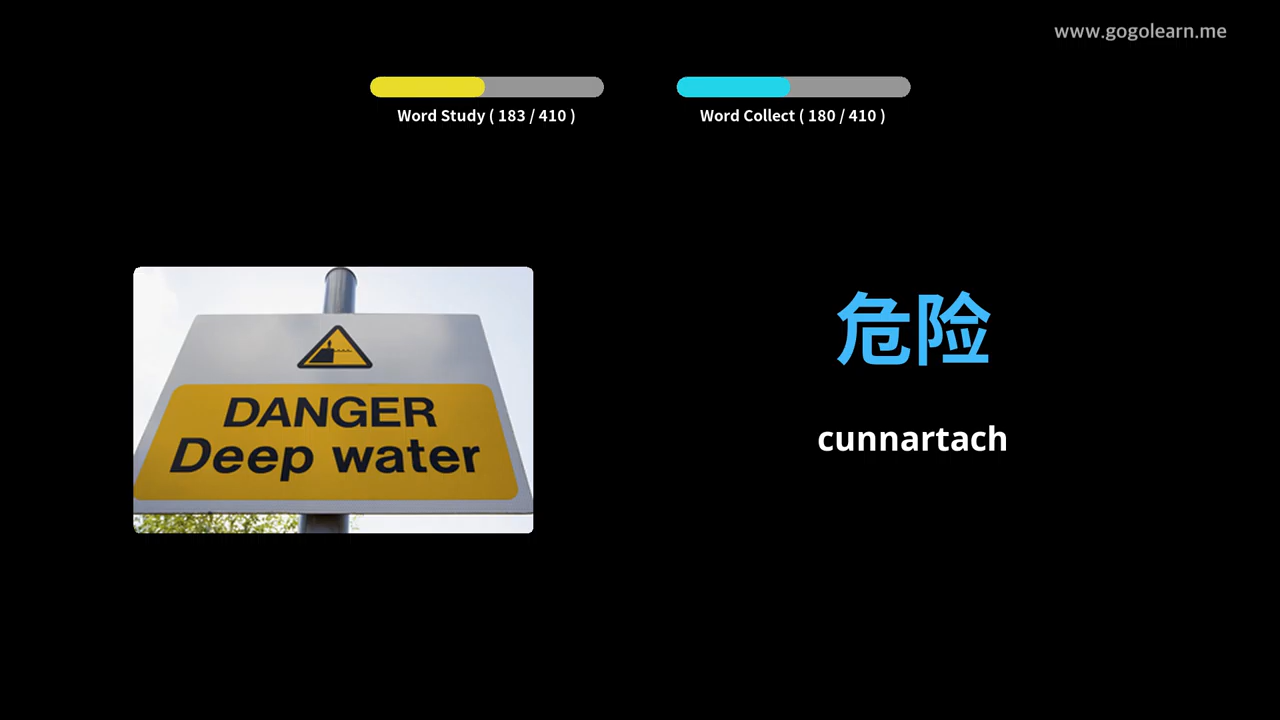 www.gogolearn.me
Word Study ( 183 / 410 )
Word Collect ( 180 / 410 )
DANGER
Deep water
危险
cunnartach